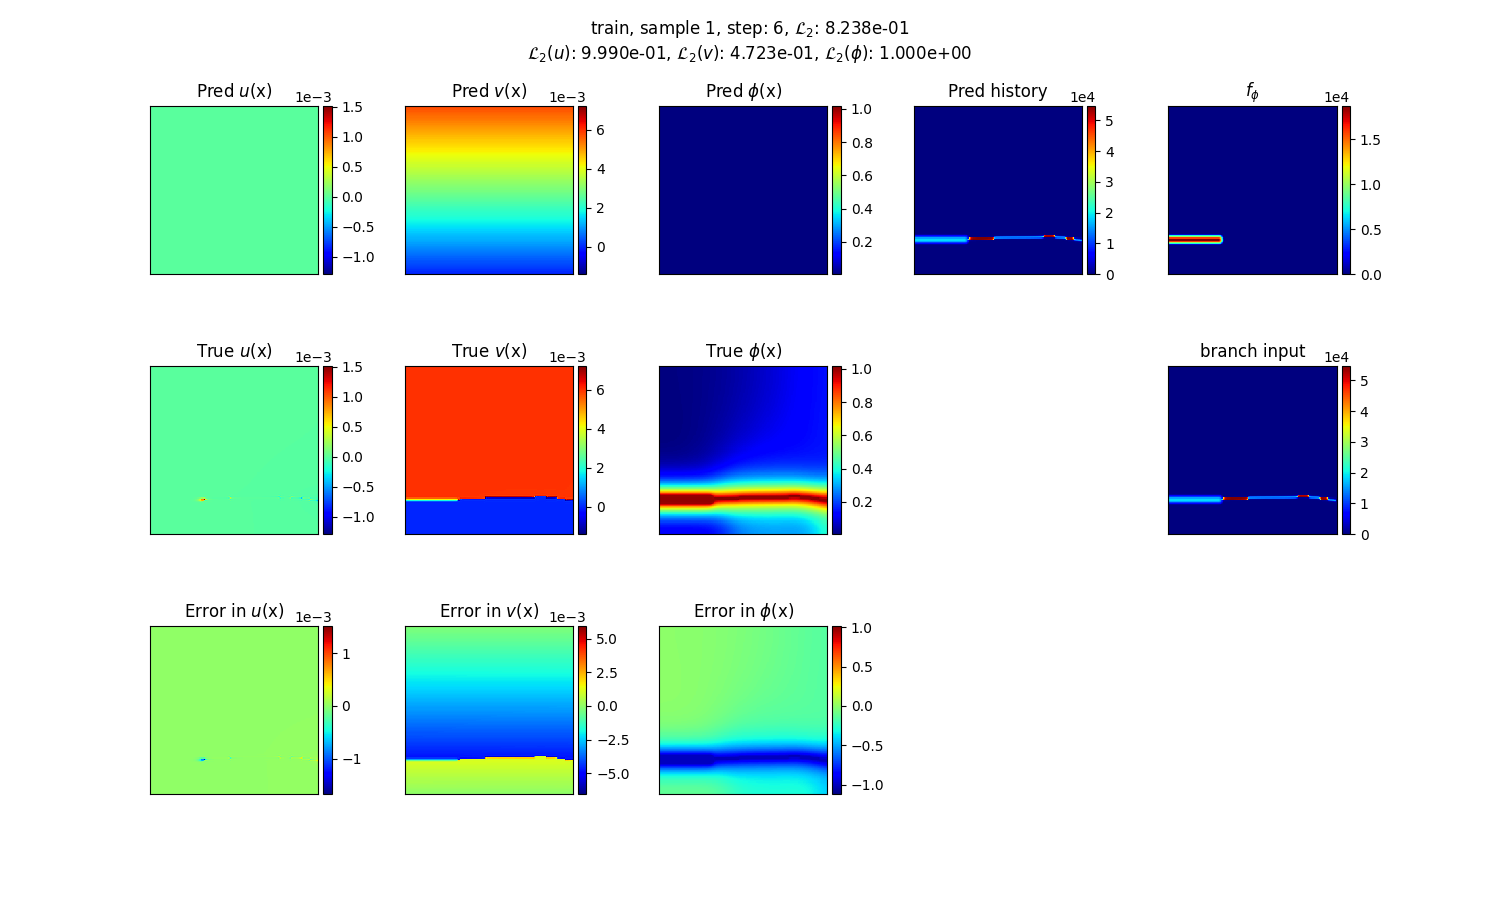 train, sample 1, step: 6, ℒ₂: 8.238e-01
ℒ₂(u): 9.990e-01, ℒ₂(v): 4.723e-01, ℒ₂(ϕ): 1.000e+00
Pred u(x)
1e−3
1.5
1.0
0.5
0.0
−0.5
−1.0
Pred v(x)
1e−3
6
4
2
0
Pred ϕ(x)
1.0
0.8
0.6
0.4
0.2
Pred history
1e4
5
4
3
2
1
0
f_ϕ
1e4
1.5
1.0
0.5
0.0
True u(x)
1e−3
1.5
1.0
0.5
0.0
−0.5
−1.0
True v(x)
1e−3
6
4
2
0
True ϕ(x)
1.0
0.8
0.6
0.4
0.2
branch input
1e4
5
4
3
2
1
0
Error in u(x)
1e−3
1
0
−1
Error in v(x)
1e−3
5.0
2.5
0.0
−2.5
−5.0
Error in ϕ(x)
1.0
0.5
0.0
−0.5
−1.0